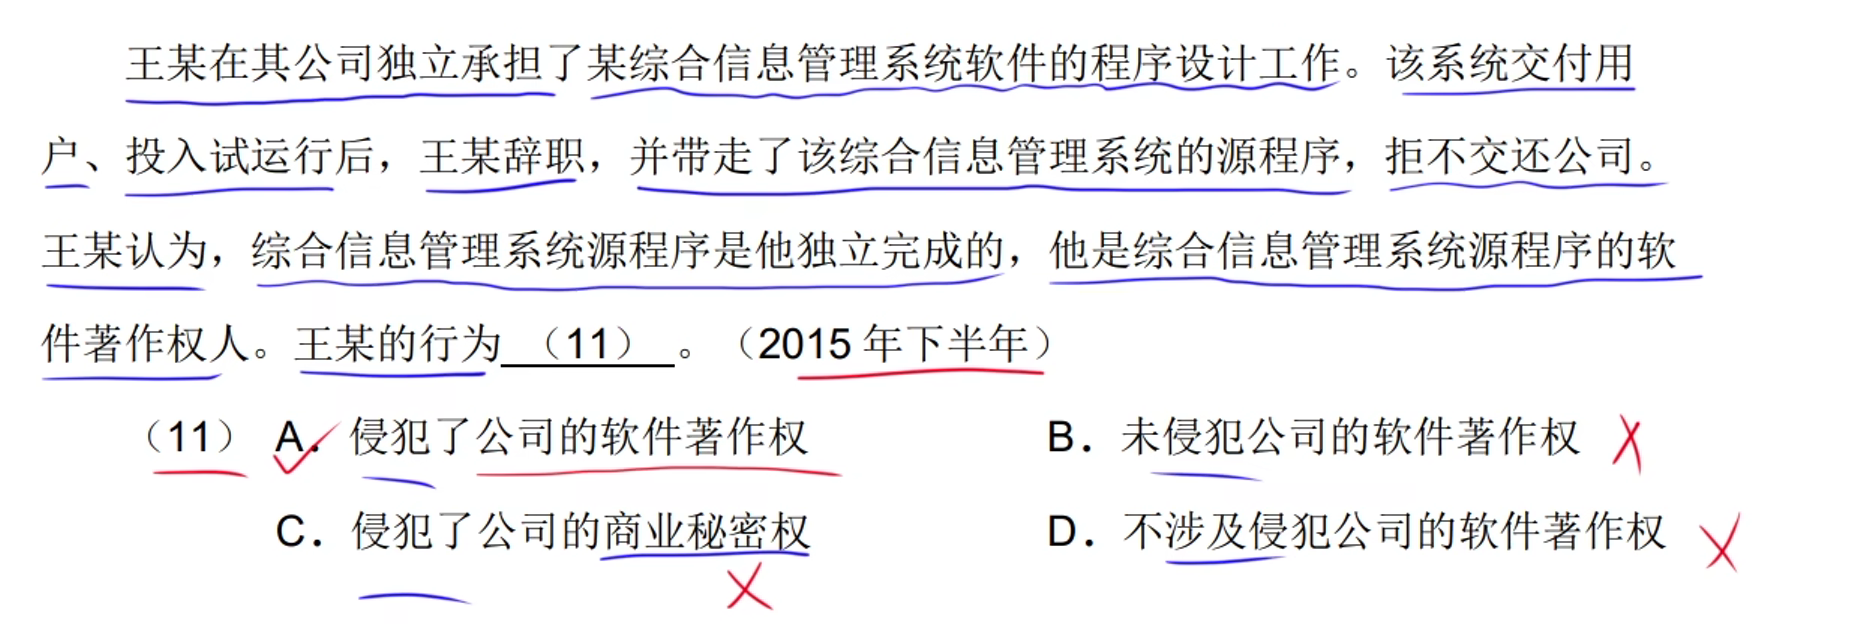 王某在其公司独立承担了某综合信息管理系统软件的程序设计工作。该系统交付用
户、投入试运行后，王某辞职，并带走了该综合信息管理系统的源程序，拒不交还公司。
王某认为，综合信息管理系统源程序是他独立完成的，他是综合信息管理系统源程序的软
件著作权人。王某的行为（11）。（2015 年下半年）
（11） A．侵犯了公司的软件著作权 B．未侵犯公司的软件著作权
C．侵犯了公司的商业秘密权 D．不涉及侵犯公司的软件著作权